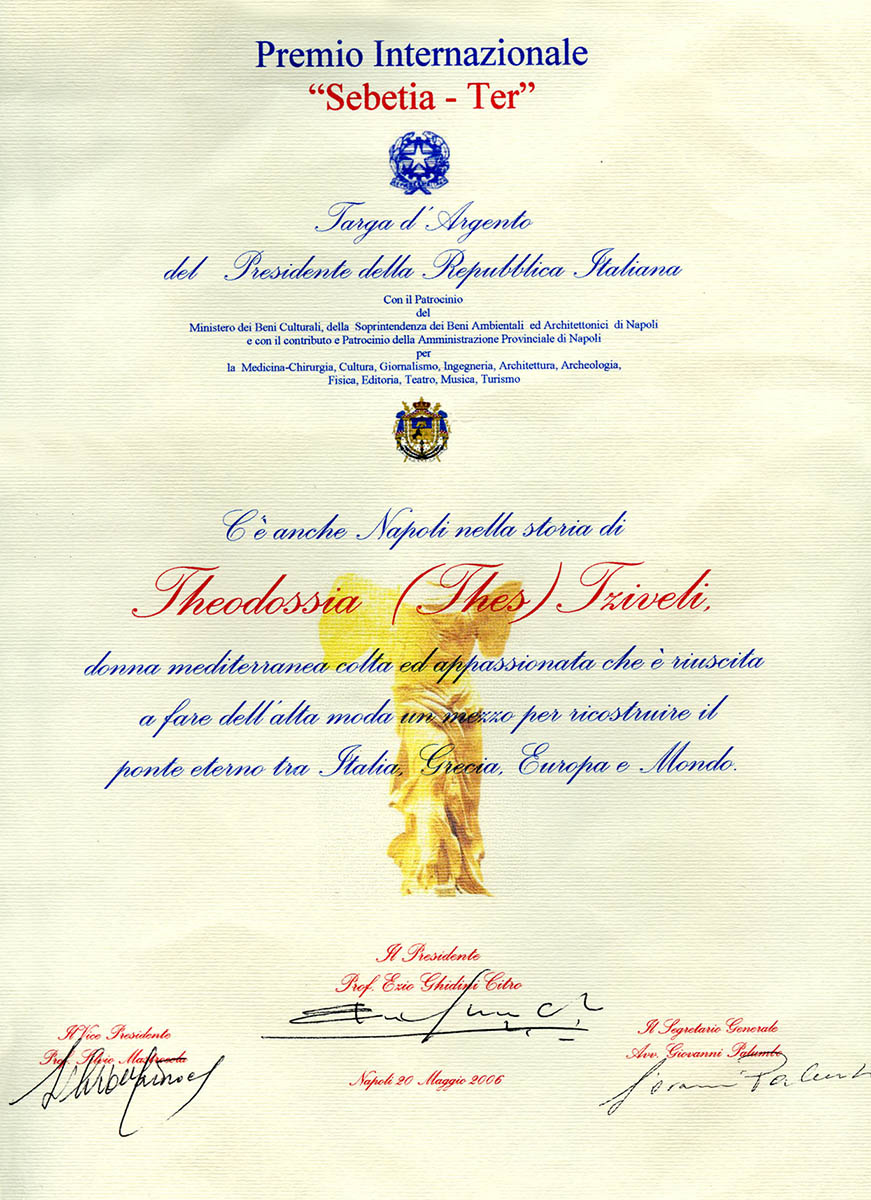 Premio Internazionale
“Sebetia - Ter”
Targa d'Argento
del Presidente della Repubblica Italiana
Con il Patrocinio
del
Ministero dei Beni Culturali, della Soprintendenza dei Beni Ambientali ed Architettonici di Napoli
e con il contributo e Patrocinio della Amministrazione Provinciale di Napoli
per
la Medicina-Chirurgia, Cultura, Giornalismo, Ingegneria, Architettura, Archeologia,
Fisica, Editoria, Teatro, Musica, Turismo
C'è anche Napoli nella storia di
Theodossia (Thes) Tziveli,
donna mediterranea colta ed appassionata che è riuscita
a fare dell'alta moda un mezzo per ricostruire il
ponte eterno tra Italia, Grecia, Europa e Mondo.
Il Presidente
Prof. Ezio Ghidini Citro
Il Vice Presidente
Prof. Silvio
Il Segretario Generale
Avv. Giovanni Palumbo
Napoli 20 Maggio 2006